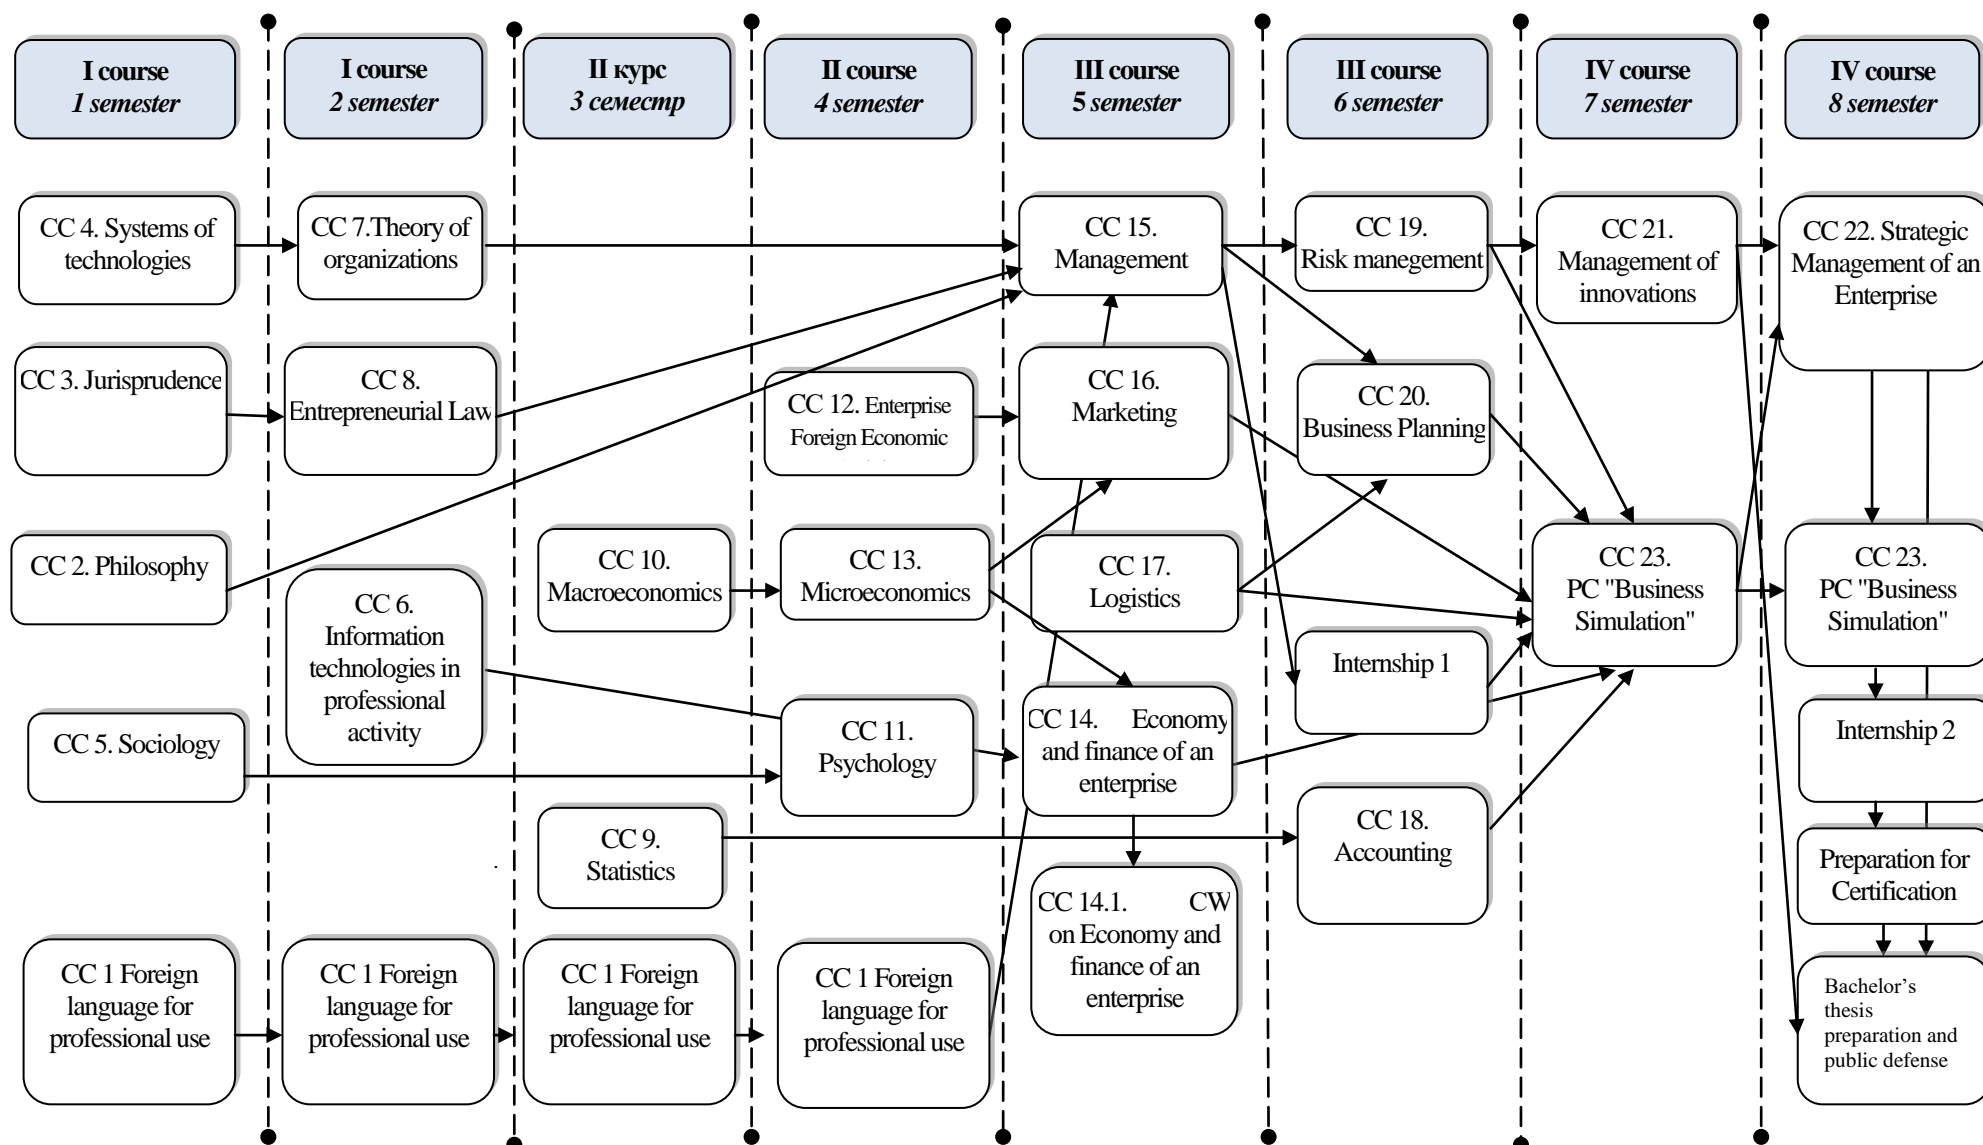 I course
1 semester
I course
2 semester
II курс
3 семестр
II course
4 semester
III course
5 semester
III course
6 semester
IV course
7 semester
IV course
8 semester
CC 4. Systems of
technologies
CC 7.Theory of
organizations
CC 15.
Management
CC 19.
Risk manegement
CC 21.
Management of
innovations
CC 22. Strategic
Management of an
Enterprise
CC 3. Jurisprudence
CC 8.
Entrepreneurial Law
CC 12. Enterprise
Foreign Economic
CC 16.
Marketing
CC 20.
Business Planning
CC 2. Philosophy
CC 6.
Information
technologies in
professional
activity
CC 10.
Macroeconomics
CC 13.
Microeconomics
CC 17.
Logistics
CC 23.
PC "Business
Simulation"
CC 23.
PC "Business
Simulation"
Internship 1
CC 5. Sociology
CC 11.
Psychology
CC 14. Economy
and finance of an
enterprise
Internship 2
CC 9.
Statistics
CC 18.
Accounting
Preparation for
Certification
CC 14.1. CW
on Economy and
finance of an
enterprise
CC 1 Foreign
language for
professional use
CC 1 Foreign
language for
professional use
CC 1 Foreign
language for
professional use
CC 1 Foreign
language for
professional use
Bachelor’s
thesis
preparation and
public defense